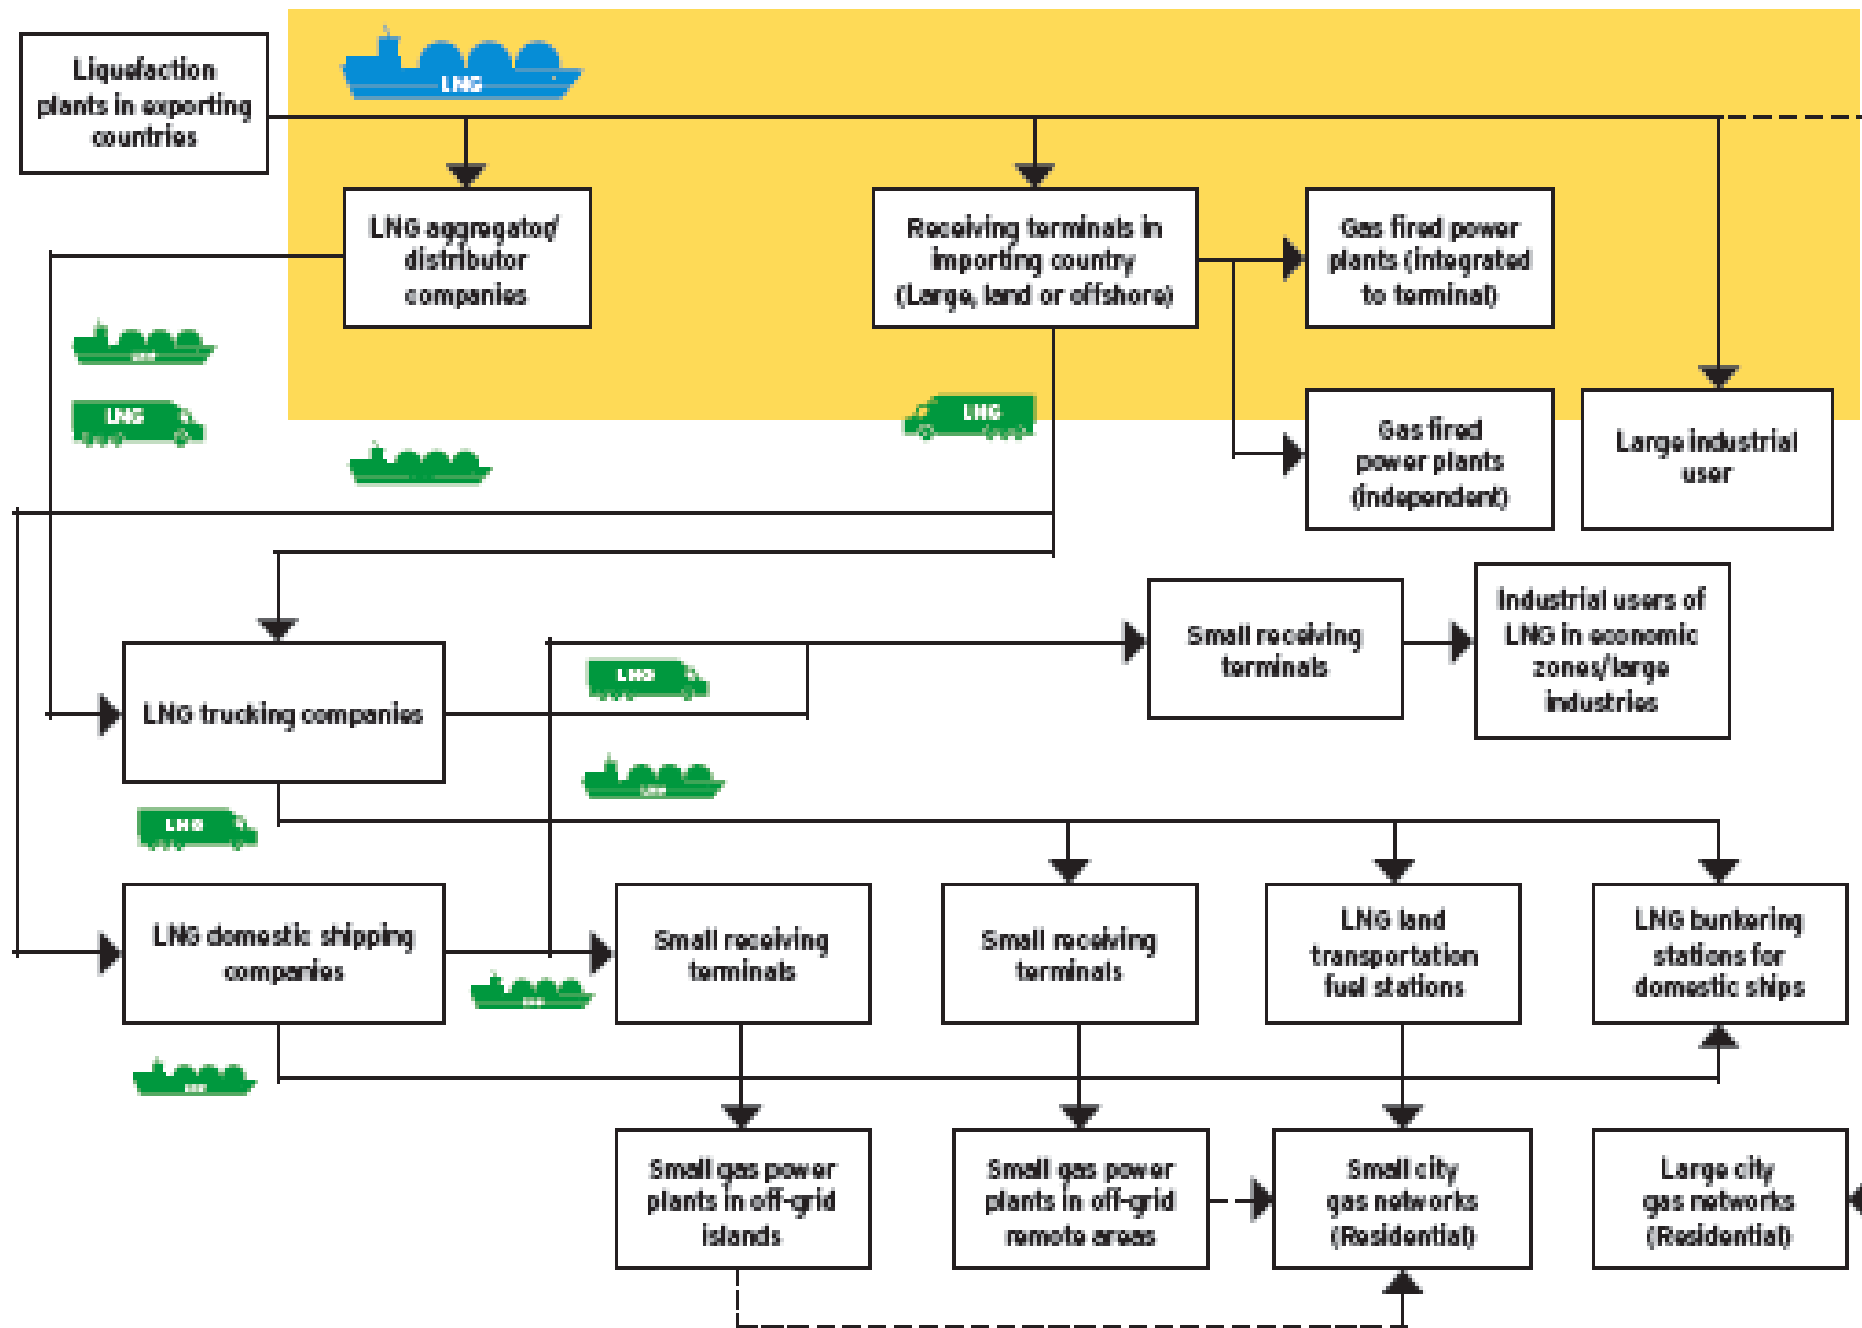 Liquefaction
plants in exporting
countries
LNG
LNG aggregator/
distributor
companies
Receiving terminals in
importing country
(Large, land or offshore)
Gas fired power
plants (integrated
to terminal)
LNG
LNG
Gas fired
power plants
(independent)
Large industrial
user
Small receiving
terminals
Industrial users of
LNG in economic
zones/large
industries
LNG trucking companies
LNG
LNG
LNG domestic shipping
companies
Small receiving
terminals
Small receiving
terminals
LNG land
transportation
fuel stations
LNG bunkering
stations for
domestic ships
Small gas power
plants in off-grid
islands
Small gas power
plants in off-grid
remote areas
Small city
gas networks
(Residential)
Large city
gas networks
(Residential)